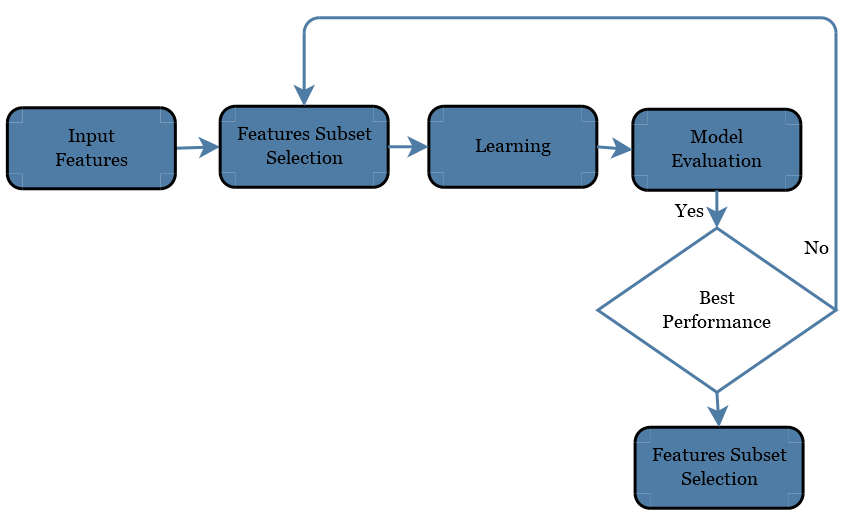 Input
Features
Features Subset
Selection
Learning
Model
Evaluation
Yes
No
Best
Performance
Features Subset
Selection